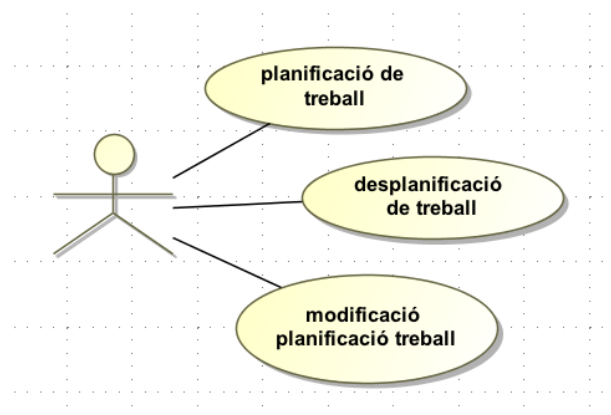 planificació de
treball
desplanificació
de treball
modificació
planificació treball